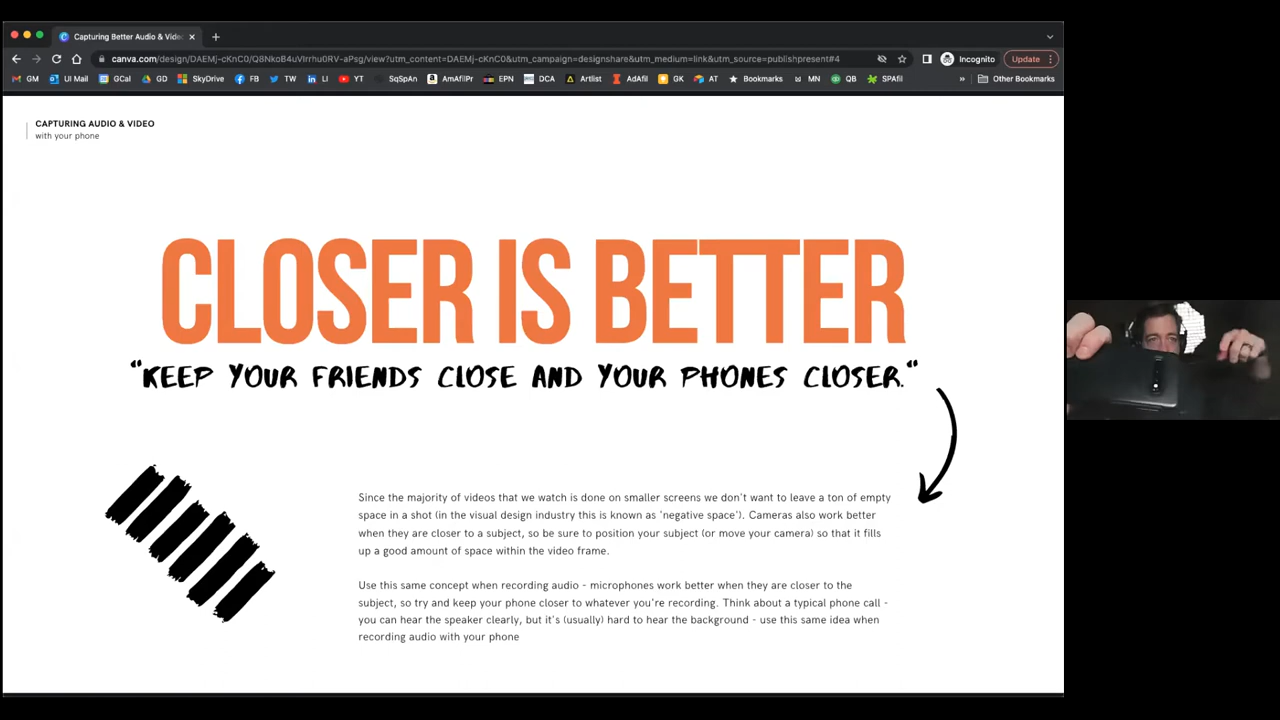 Capturing Better Audio & Vide
canva.com/design/DAEMj-cKnC0/Q8NkoB4uVIrrhu0RV-aPsg/view?utm_content=DAEMj-cKnC0&utm_campaign=designshare&utm_medium=link&utm_source=publishpresent#4
Incognito
Update
GM UI Mail GCal GD SkyDrive FB TW LI YT SqSpAn AmAfilPr EPN DCA Artlist AdAfil GK AT Bookmarks MN QB SPAfil » Other Bookmarks
CAPTURING AUDIO & VIDEO
with your phone
CLOSER IS BETTER
"KEEP YOUR FRIENDS CLOSE AND YOUR PHONES CLOSER."
Since the majority of videos that we watch is done on smaller screens we don't want to leave a ton of empty
space in a shot (in the visual design industry this is known as 'negative space'). Cameras also work better
when they are closer to a subject, so be sure to position your subject (or move your camera) so that it fills
up a good amount of space within the video frame.
Use this same concept when recording audio - microphones work better when they are closer to the
subject, so try and keep your phone closer to whatever you're recording. Think about a typical phone call -
you can hear the speaker clearly, but it's (usually) hard to hear the background - use this same idea when
recording audio with your phone